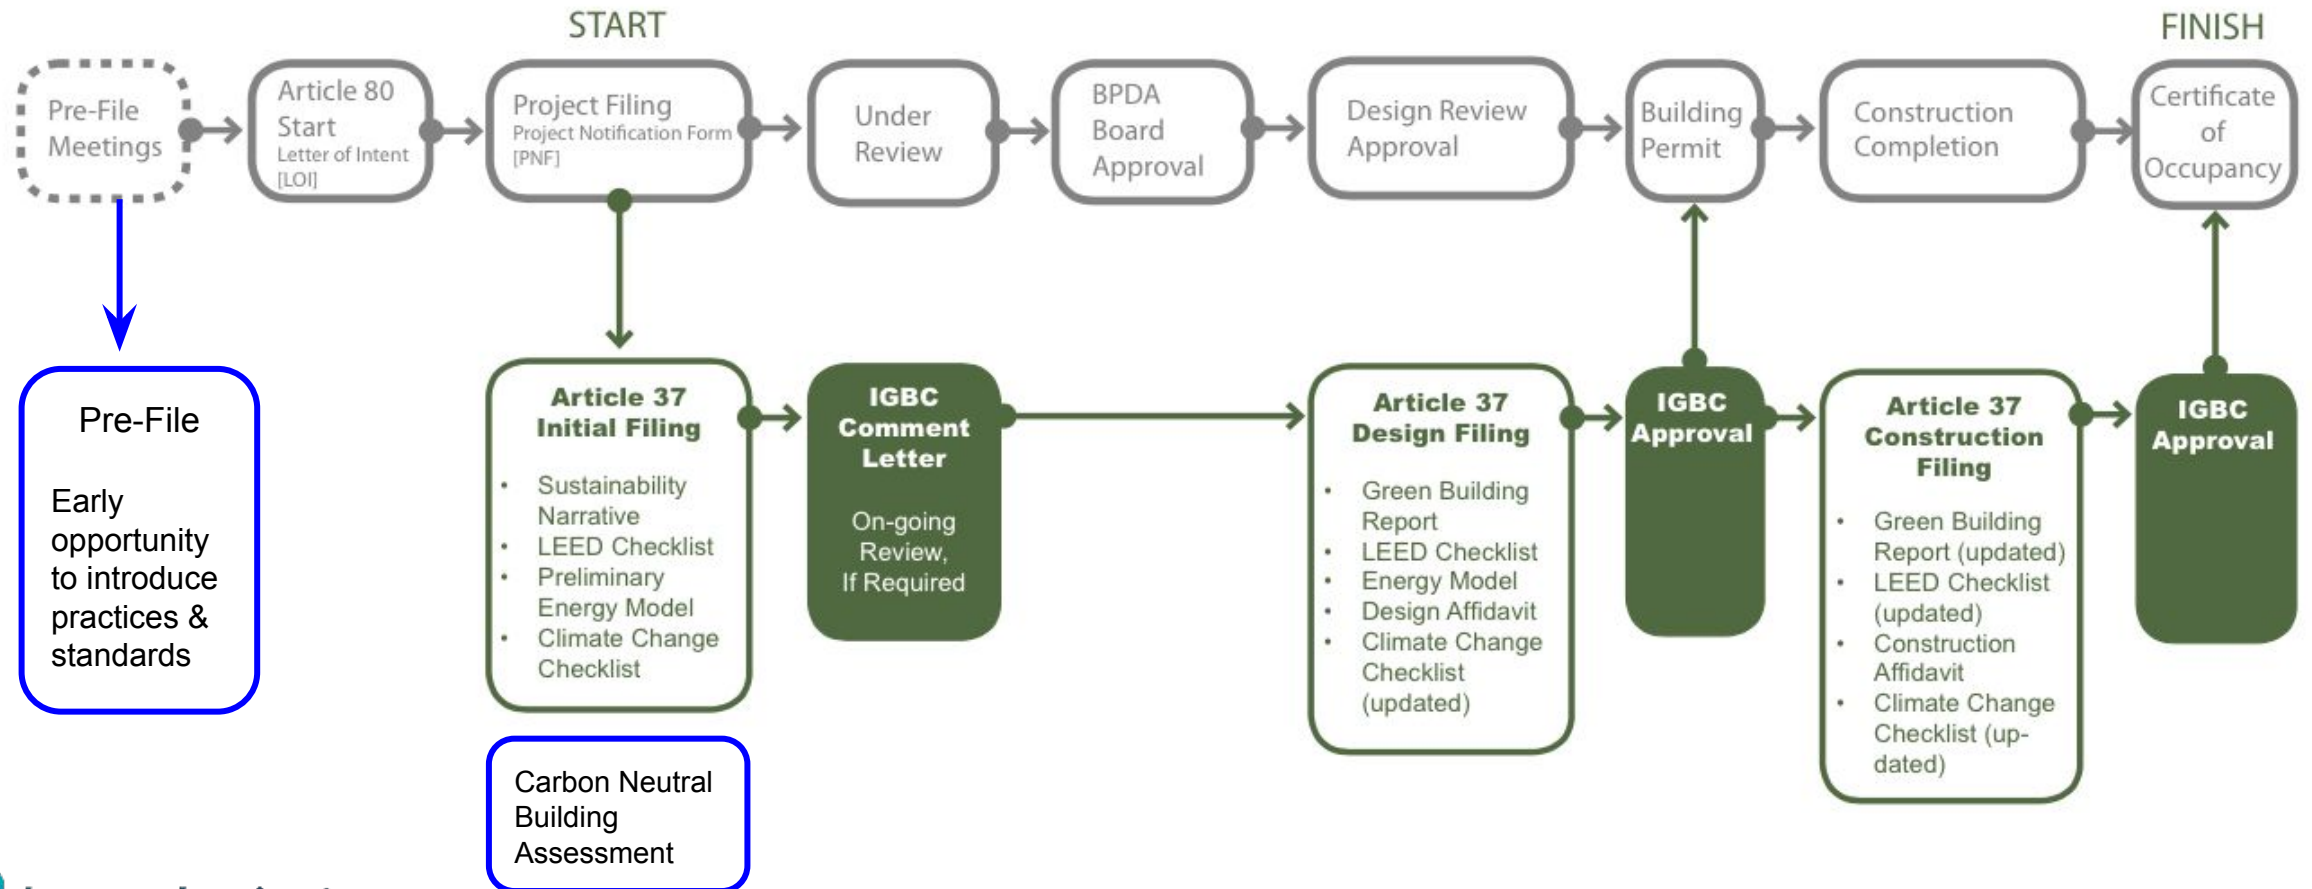 START
FINISH
Pre-File
Meetings
Article 80
Start
Letter of Intent
[LOI]
Project Filing
Project Notification Form
[PNF]
Under
Review
BPDA
Board
Approval
Design Review
Approval
Building
Permit
Construction
Completion
Certificate
of
Occupancy
Pre-File
Early
opportunity
to introduce
practices &
standards
Article 37
Initial Filing
• Sustainability
Narrative
• LEED Checklist
• Preliminary
Energy Model
• Climate Change
Checklist
Carbon Neutral
Building
Assessment
IGBC
Comment
Letter
On-going
Review,
If Required
Article 37
Design Filing
• Green Building
Report
• LEED Checklist
• Energy Model
• Design Affidavit
• Climate Change
Checklist
(updated)
IGBC
Approval
Article 37
Construction
Filing
• Green Building
Report (updated)
• LEED Checklist
(updated)
• Construction
Affidavit
• Climate Change
Checklist (up-
dated)
IGBC
Approval